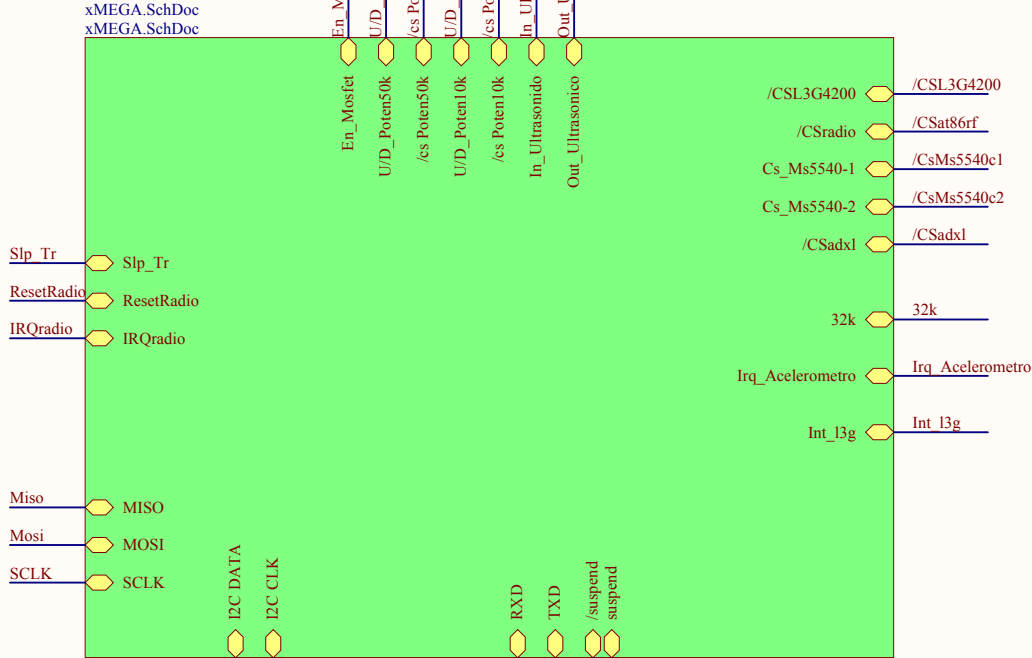 xMEGA.SchDoc
xMEGA.SchDoc
En_Mosfet
U/D_Poten50k
/cs Poten50k
U/D_Poten10k
/cs Poten10k
In_Ultrasonido
Out_Ultrasonico
/CSL3G4200
/CSL3G4200
/CSradio
/CSat86rf
Cs_Ms5540-1
/CsMs5540c1
Cs_Ms5540-2
/CsMs5540c2
/CSadxl
/CSadxl
Slp_Tr
Slp_Tr
ResetRadio
ResetRadio
IRQradio
IRQradio
32k
32k
Irq_Acelerometro
Irq_Acelerometro
Int_l3g
Int_l3g
Miso
MISO
Mosi
MOSI
SCLK
SCLK
I2C DATA
I2C CLK
RXD
TXD
/suspend
suspend